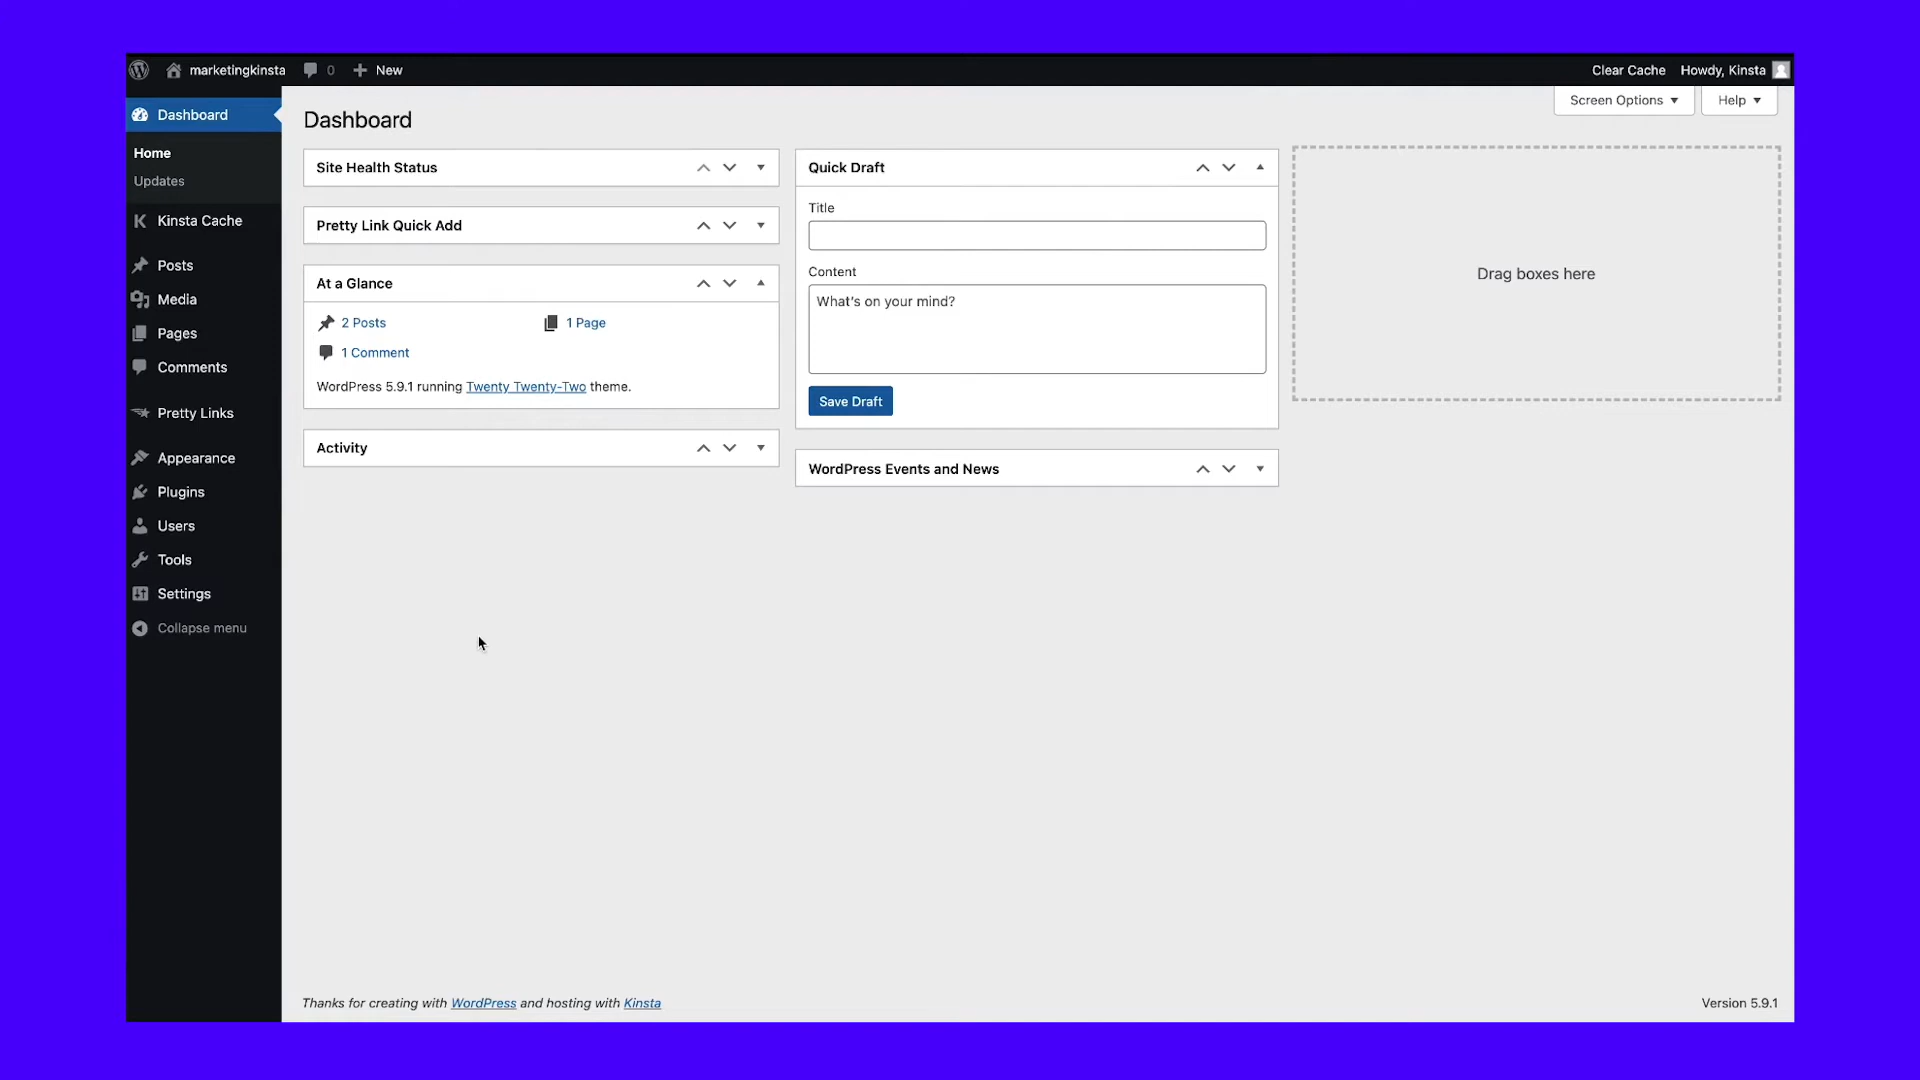 marketingkinsta 0 New Clear Cache Howdy, Kinsta
Screen Options Help
Dashboard
Home
Updates
Kinsta Cache
Posts
Media
Pages
Comments
Pretty Links
Appearance
Plugins
Users
Tools
Settings
Collapse menu
Dashboard
Site Health Status
Pretty Link Quick Add
At a Glance
2 Posts 1 Page
1 Comment
WordPress 5.9.1 running Twenty Twenty-Two theme.
Activity
Quick Draft
Title
Content
What's on your mind?
Save Draft
WordPress Events and News
Drag boxes here
Thanks for creating with WordPress and hosting with Kinsta
Version 5.9.1